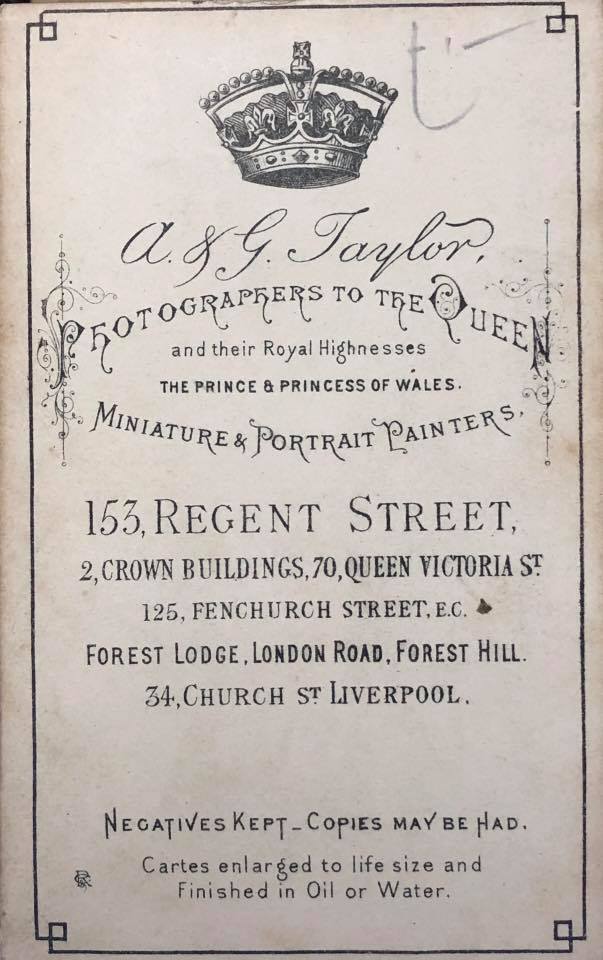 A. & G. Taylor,
PHOTOGRAPHERS TO THE QUEEN
and their Royal Highnesses
THE PRINCE & PRINCESS OF WALES.
MINIATURE & PORTRAIT PAINTERS,
153, REGENT STREET,
2, CROWN BUILDINGS, 70, QUEEN VICTORIA ST
125, FENCHURCH STREET, E.C.
FOREST LODGE, LONDON ROAD, FOREST HILL.
34, CHURCH ST LIVERPOOL.
NEGATIVES KEPT_COPIES MAY BE HAD.
Cartes enlarged to life size and
Finished in Oil or Water.